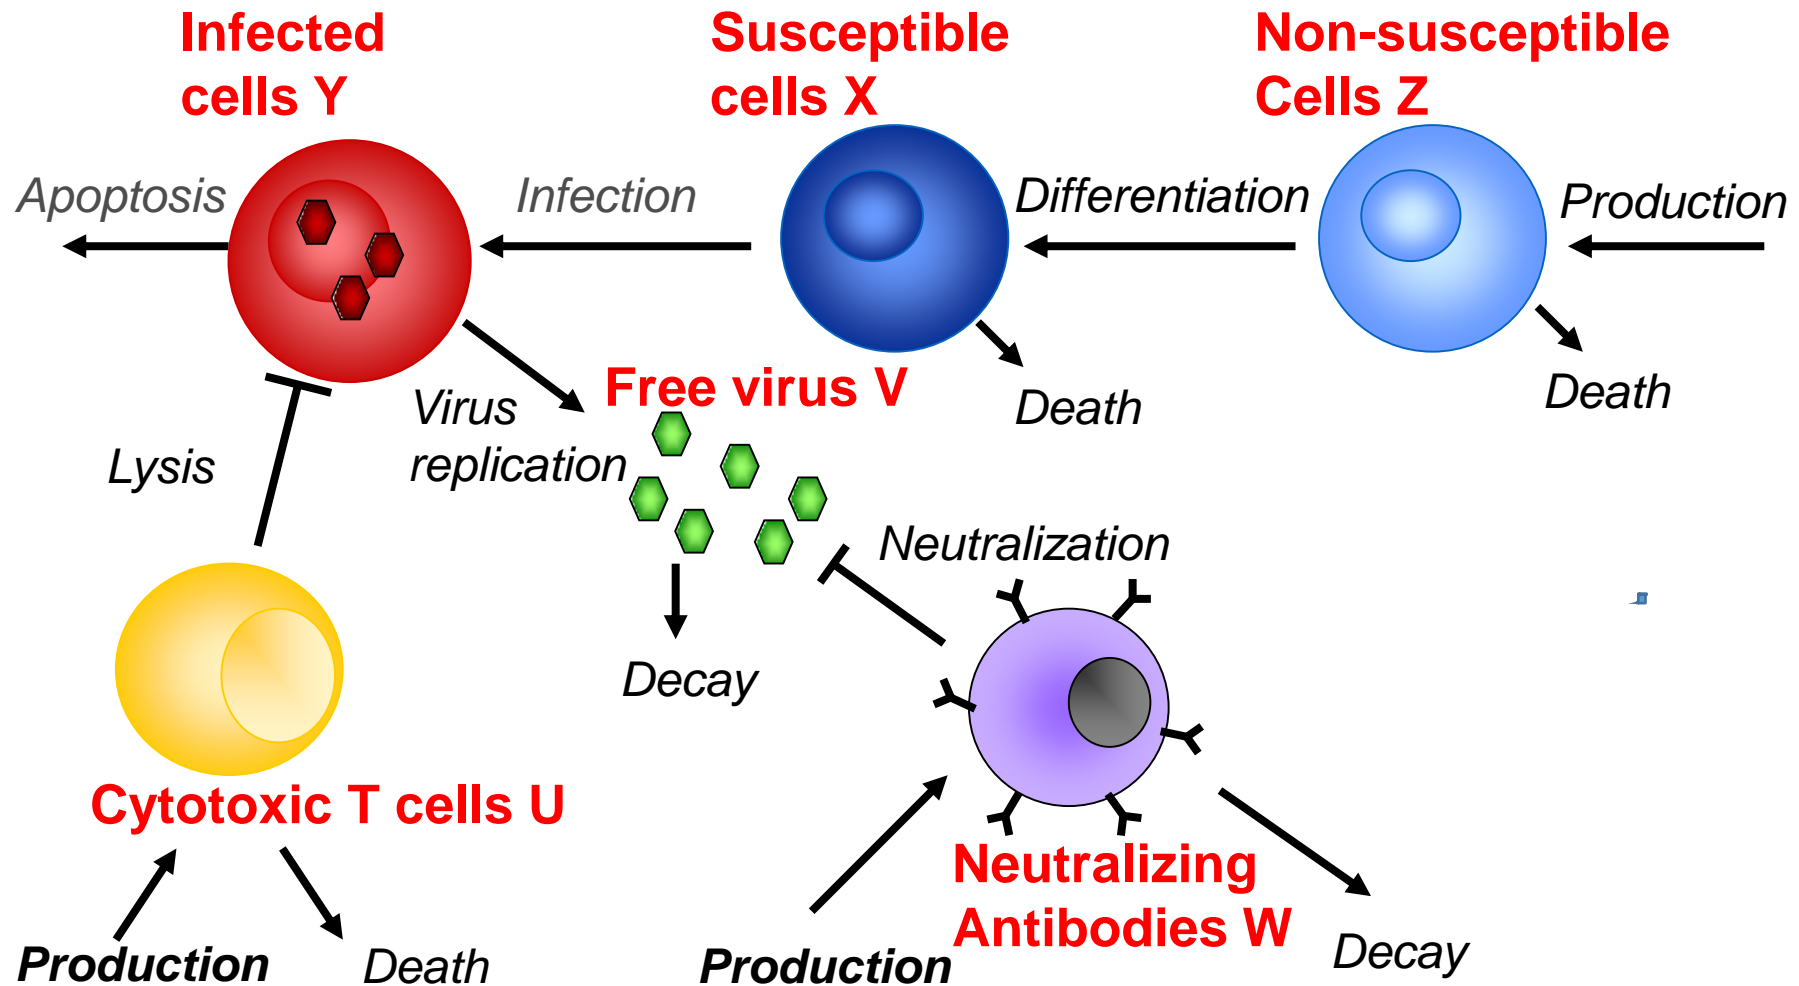 Infected
cells Y
Susceptible
cells X
Non-susceptible
Cells Z
Apoptosis
Infection
Differentiation
Production
Free virus V
Virus
replication
Death
Death
Lysis
Neutralization
Decay
Cytotoxic T cells U
Neutralizing
Antibodies W
Production
Death
Production
Decay